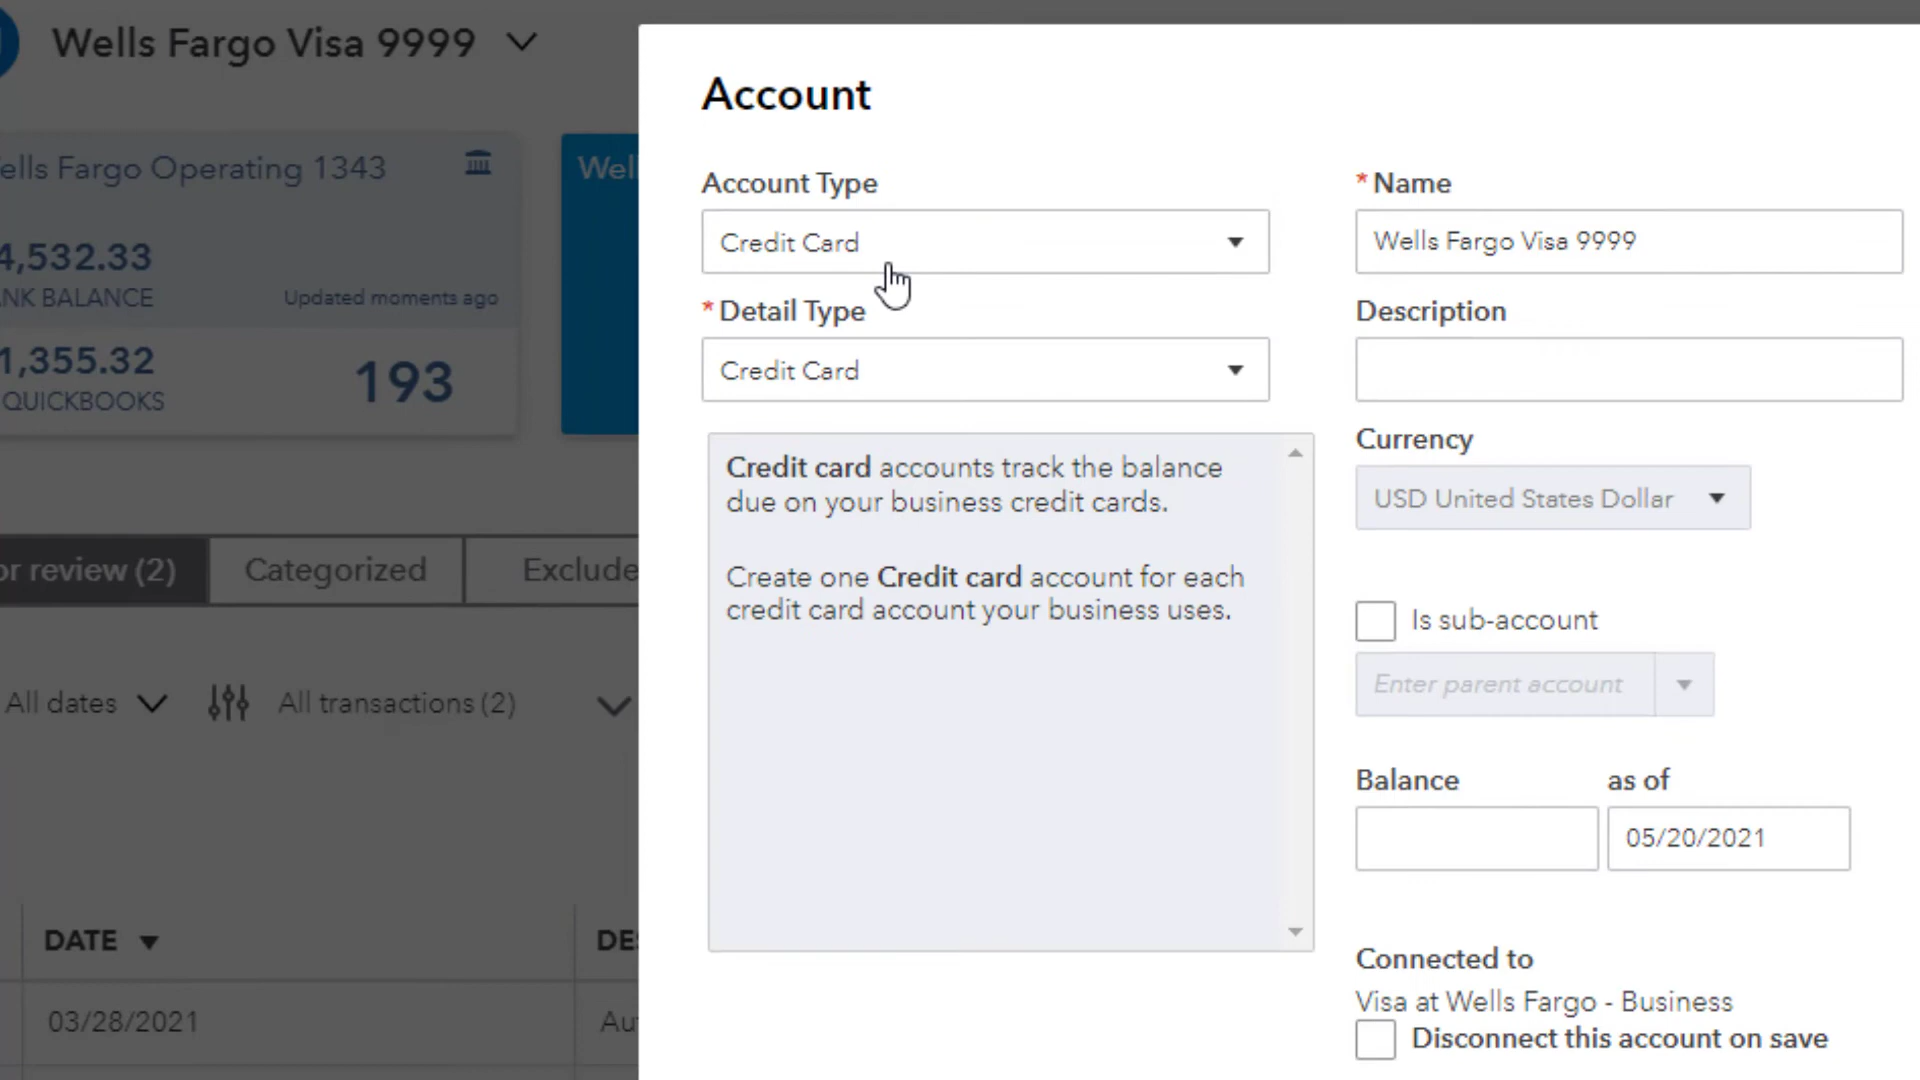 Wells Fargo Visa 9999
ells Fargo Operating 1343
4,532.33
ANK BALANCE
Updated moments ago
1,355.32
QUICKBOOKS
193
Well
or review (2)
Categorized
Exclude
All dates
All transactions (2)
DATE
DES
03/28/2021
Au
Account
Account Type
Credit Card
* Detail Type
Credit Card
Credit card accounts track the balance
due on your business credit cards.
Create one Credit card account for each
credit card account your business uses.
* Name
Wells Fargo Visa 9999
Description
Currency
USD United States Dollar
Is sub-account
Enter parent account
Balance as of
05/20/2021
Connected to
Visa at Wells Fargo - Business
Disconnect this account on save